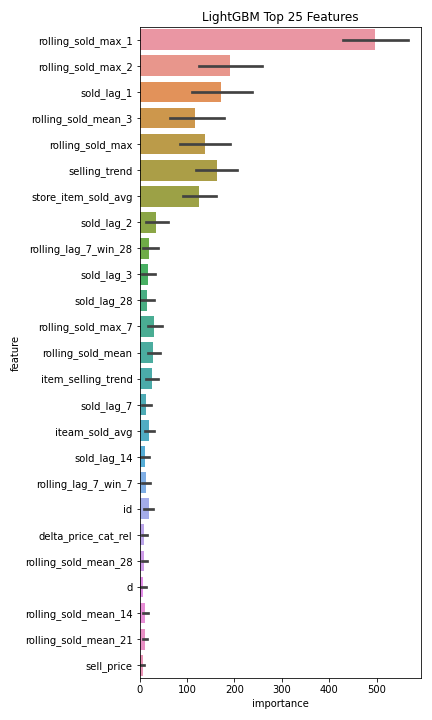 LightGBM Top 25 Features
rolling_sold_max_1
rolling_sold_max_2
sold_lag_1
rolling_sold_mean_3
rolling_sold_max
selling_trend
store_item_sold_avg
sold_lag_2
rolling_lag_7_win_28
sold_lag_3
sold_lag_28
rolling_sold_max_7
feature
rolling_sold_mean
item_selling_trend
sold_lag_7
iteam_sold_avg
sold_lag_14
rolling_lag_7_win_7
id
delta_price_cat_rel
rolling_sold_mean_28
d
rolling_sold_mean_14
rolling_sold_mean_21
sell_price
0 100 200 300 400 500
importance